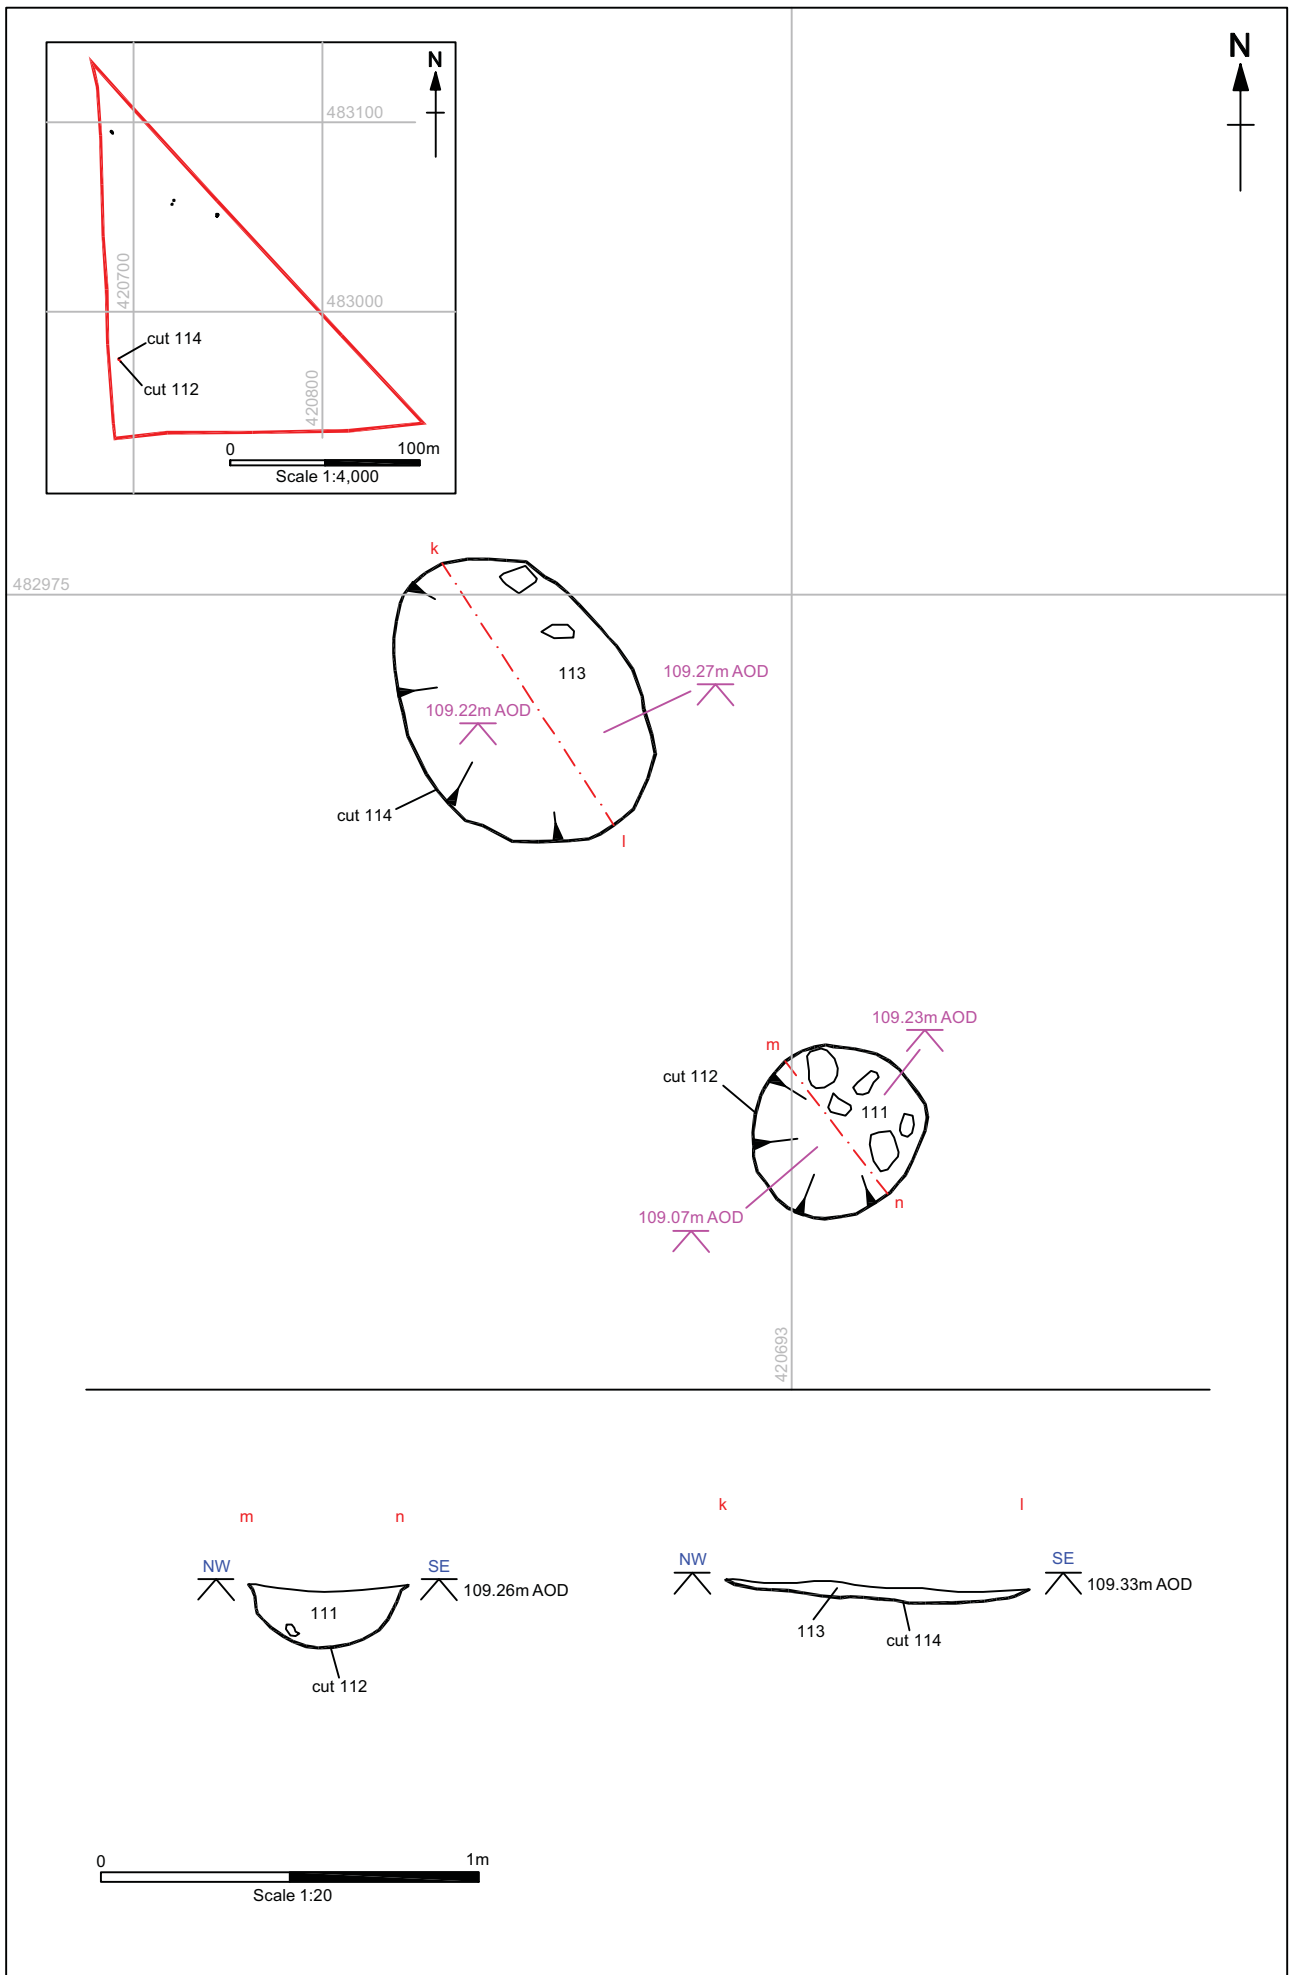 N
N
483100
420700
483000
cut 114
cut 112
420800
0 100m
Scale 1:4,000
k
482975
113
109.27m AOD
109.22m AOD
cut 114
l
109.23m AOD
m
cut 112
111
n
109.07m AOD
420693
k l
m n
NW SE
109.33m AOD
NW SE
109.26m AOD
111
113
cut 114
cut 112
0 1m
Scale 1:20